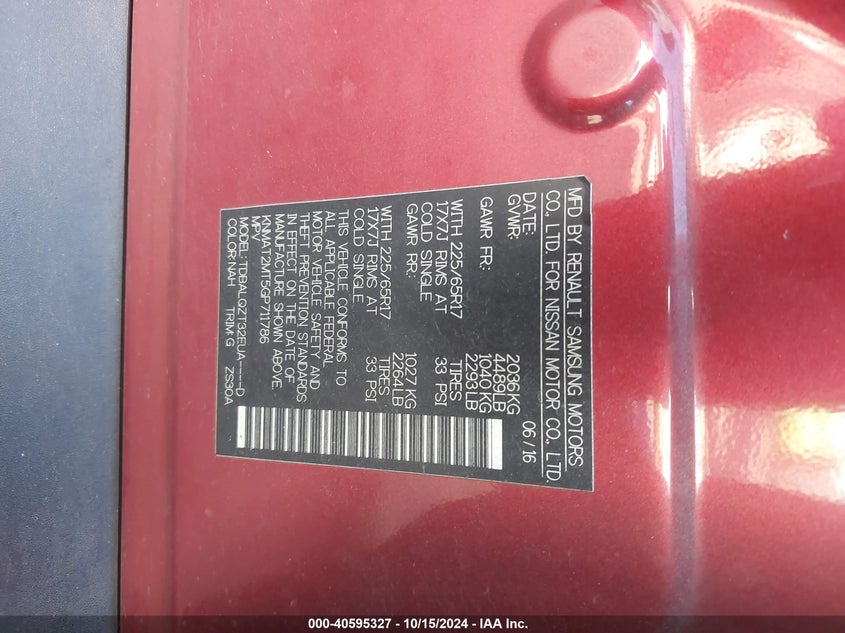 MFD BY RENAULT SAMSUNG MOTORS
CO., LTD. FOR NISSAN MOTOR CO., LTD.
DATE: 06/16
GVWR: 2036KG
4489LB
GAWR FR: 1040KG
2293LB
WITH 225/65R17 TIRES
17X7J RIMS AT 33 PSI
COLD SINGLE
GAWR RR: 1027KG
2264LB
WITH 225/65R17 TIRES
17X7J RIMS AT 33 PSI
COLD SINGLE
THIS VEHICLE CONFORMS TO
ALL APPLICABLE FEDERAL
MOTOR VEHICLE SAFETY AND
THEFT PREVENTION STANDARDS
IN EFFECT ON THE DATE OF
MANUFACTURE SHOWN ABOVE.
KNMAT2MT5GP711786
MPV
MODEL: TDBALQZT32EUA----D
COLOR:NAH TRIM:G ZS30A
000-40595327 - 10/15/2024 - IAA Inc.